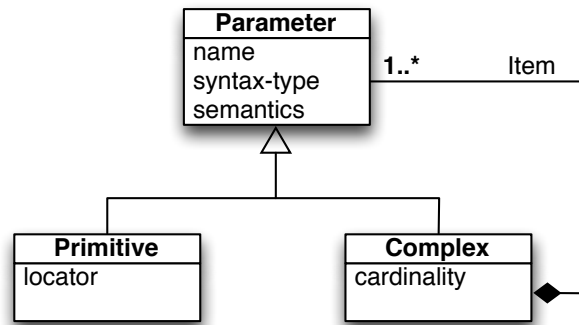 Parameter
name
syntax-type
semantics
1..* Item
Primitive
locator
Complex
cardinality